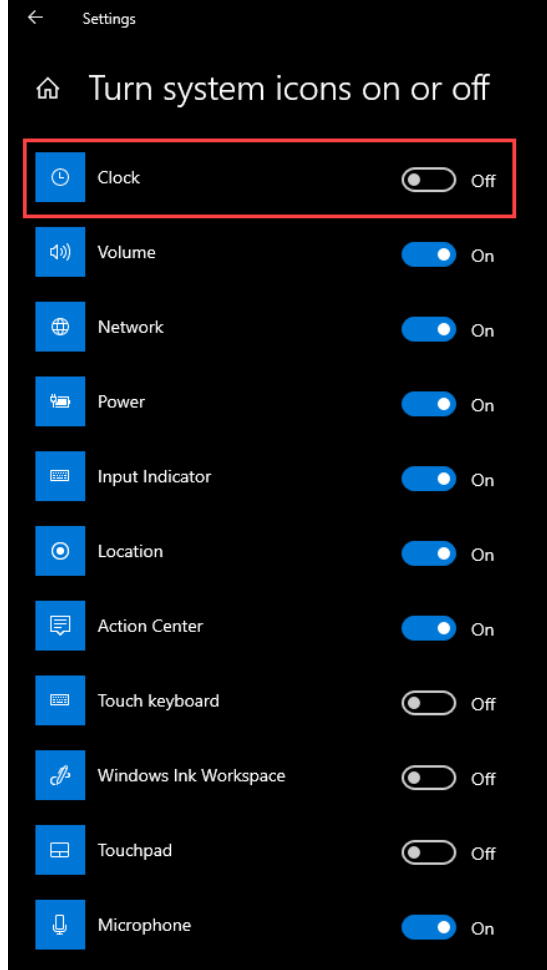 Settings
Turn system icons on or off
Clock Off
Volume On
Network On
Power On
Input Indicator On
Location On
Action Center On
Touch keyboard Off
Windows Ink Workspace Off
Touchpad Off
Microphone On